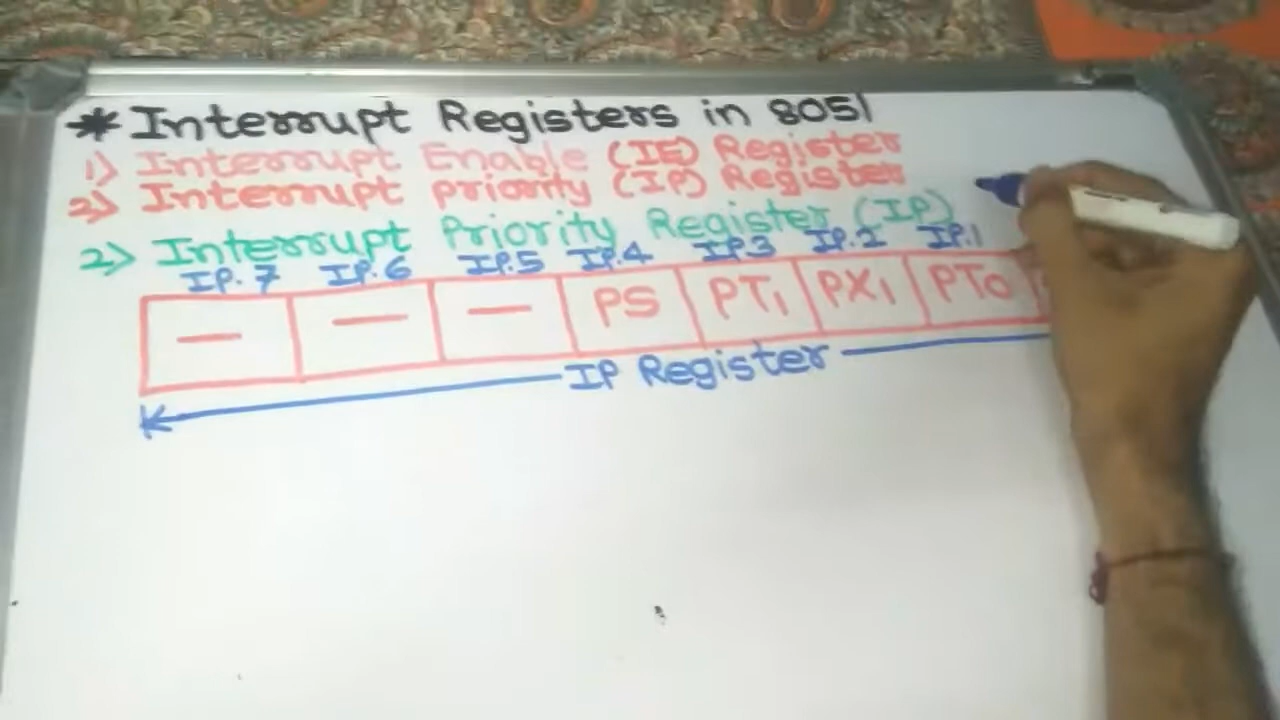 * Interrupt Registers in 8051
1) Interrupt Enable (IE) Register
2) Interrupt priority (IP) Register
2) Interrupt Priority Register (IP)
IP.7 IP.6 IP.5 IP.4 IP.3 IP.2 IP.1
— — — PS PT1 PX1 PT0
IP Register